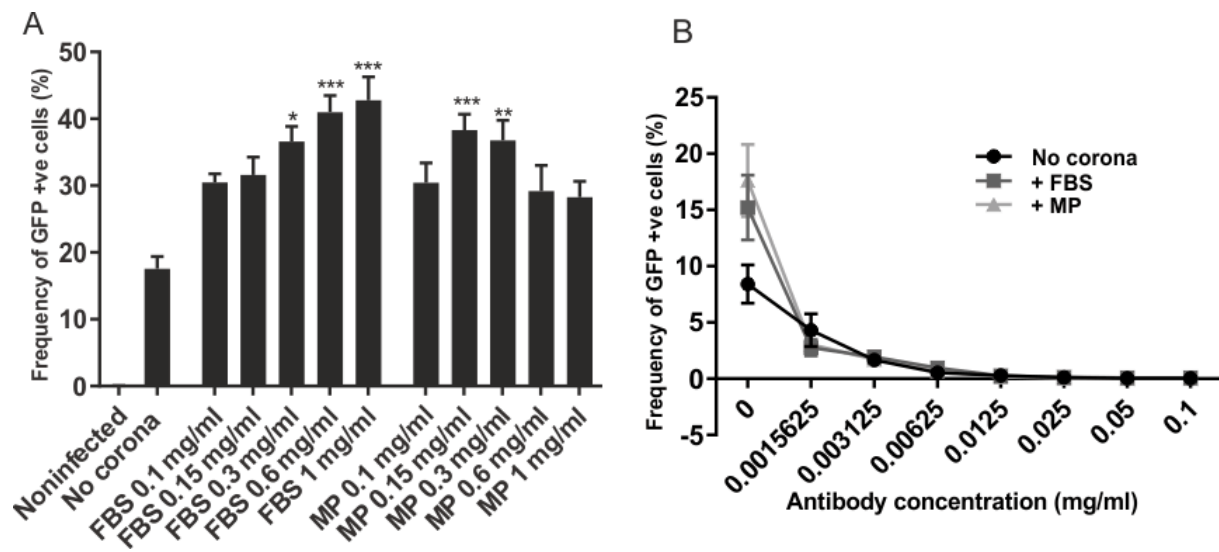 A
Frequency of GFP +ve cells (%)
50
40
30
20
10
0
*
***
***
***
**
Noninfected
No corona
FBS 0.1 mg/ml
FBS 0.15 mg/ml
FBS 0.3 mg/ml
FBS 0.6 mg/ml
FBS 1 mg/ml
MP 0.1 mg/ml
MP 0.15 mg/ml
MP 0.3 mg/ml
MP 0.6 mg/ml
MP 1 mg/ml
B
Frequency of GFP +ve cells (%)
25
20
15
10
5
0
-5
No corona
+ FBS
+ MP
0
0.0015625
0.003125
0.00625
0.0125
0.025
0.05
0.1
Antibody concentration (mg/ml)